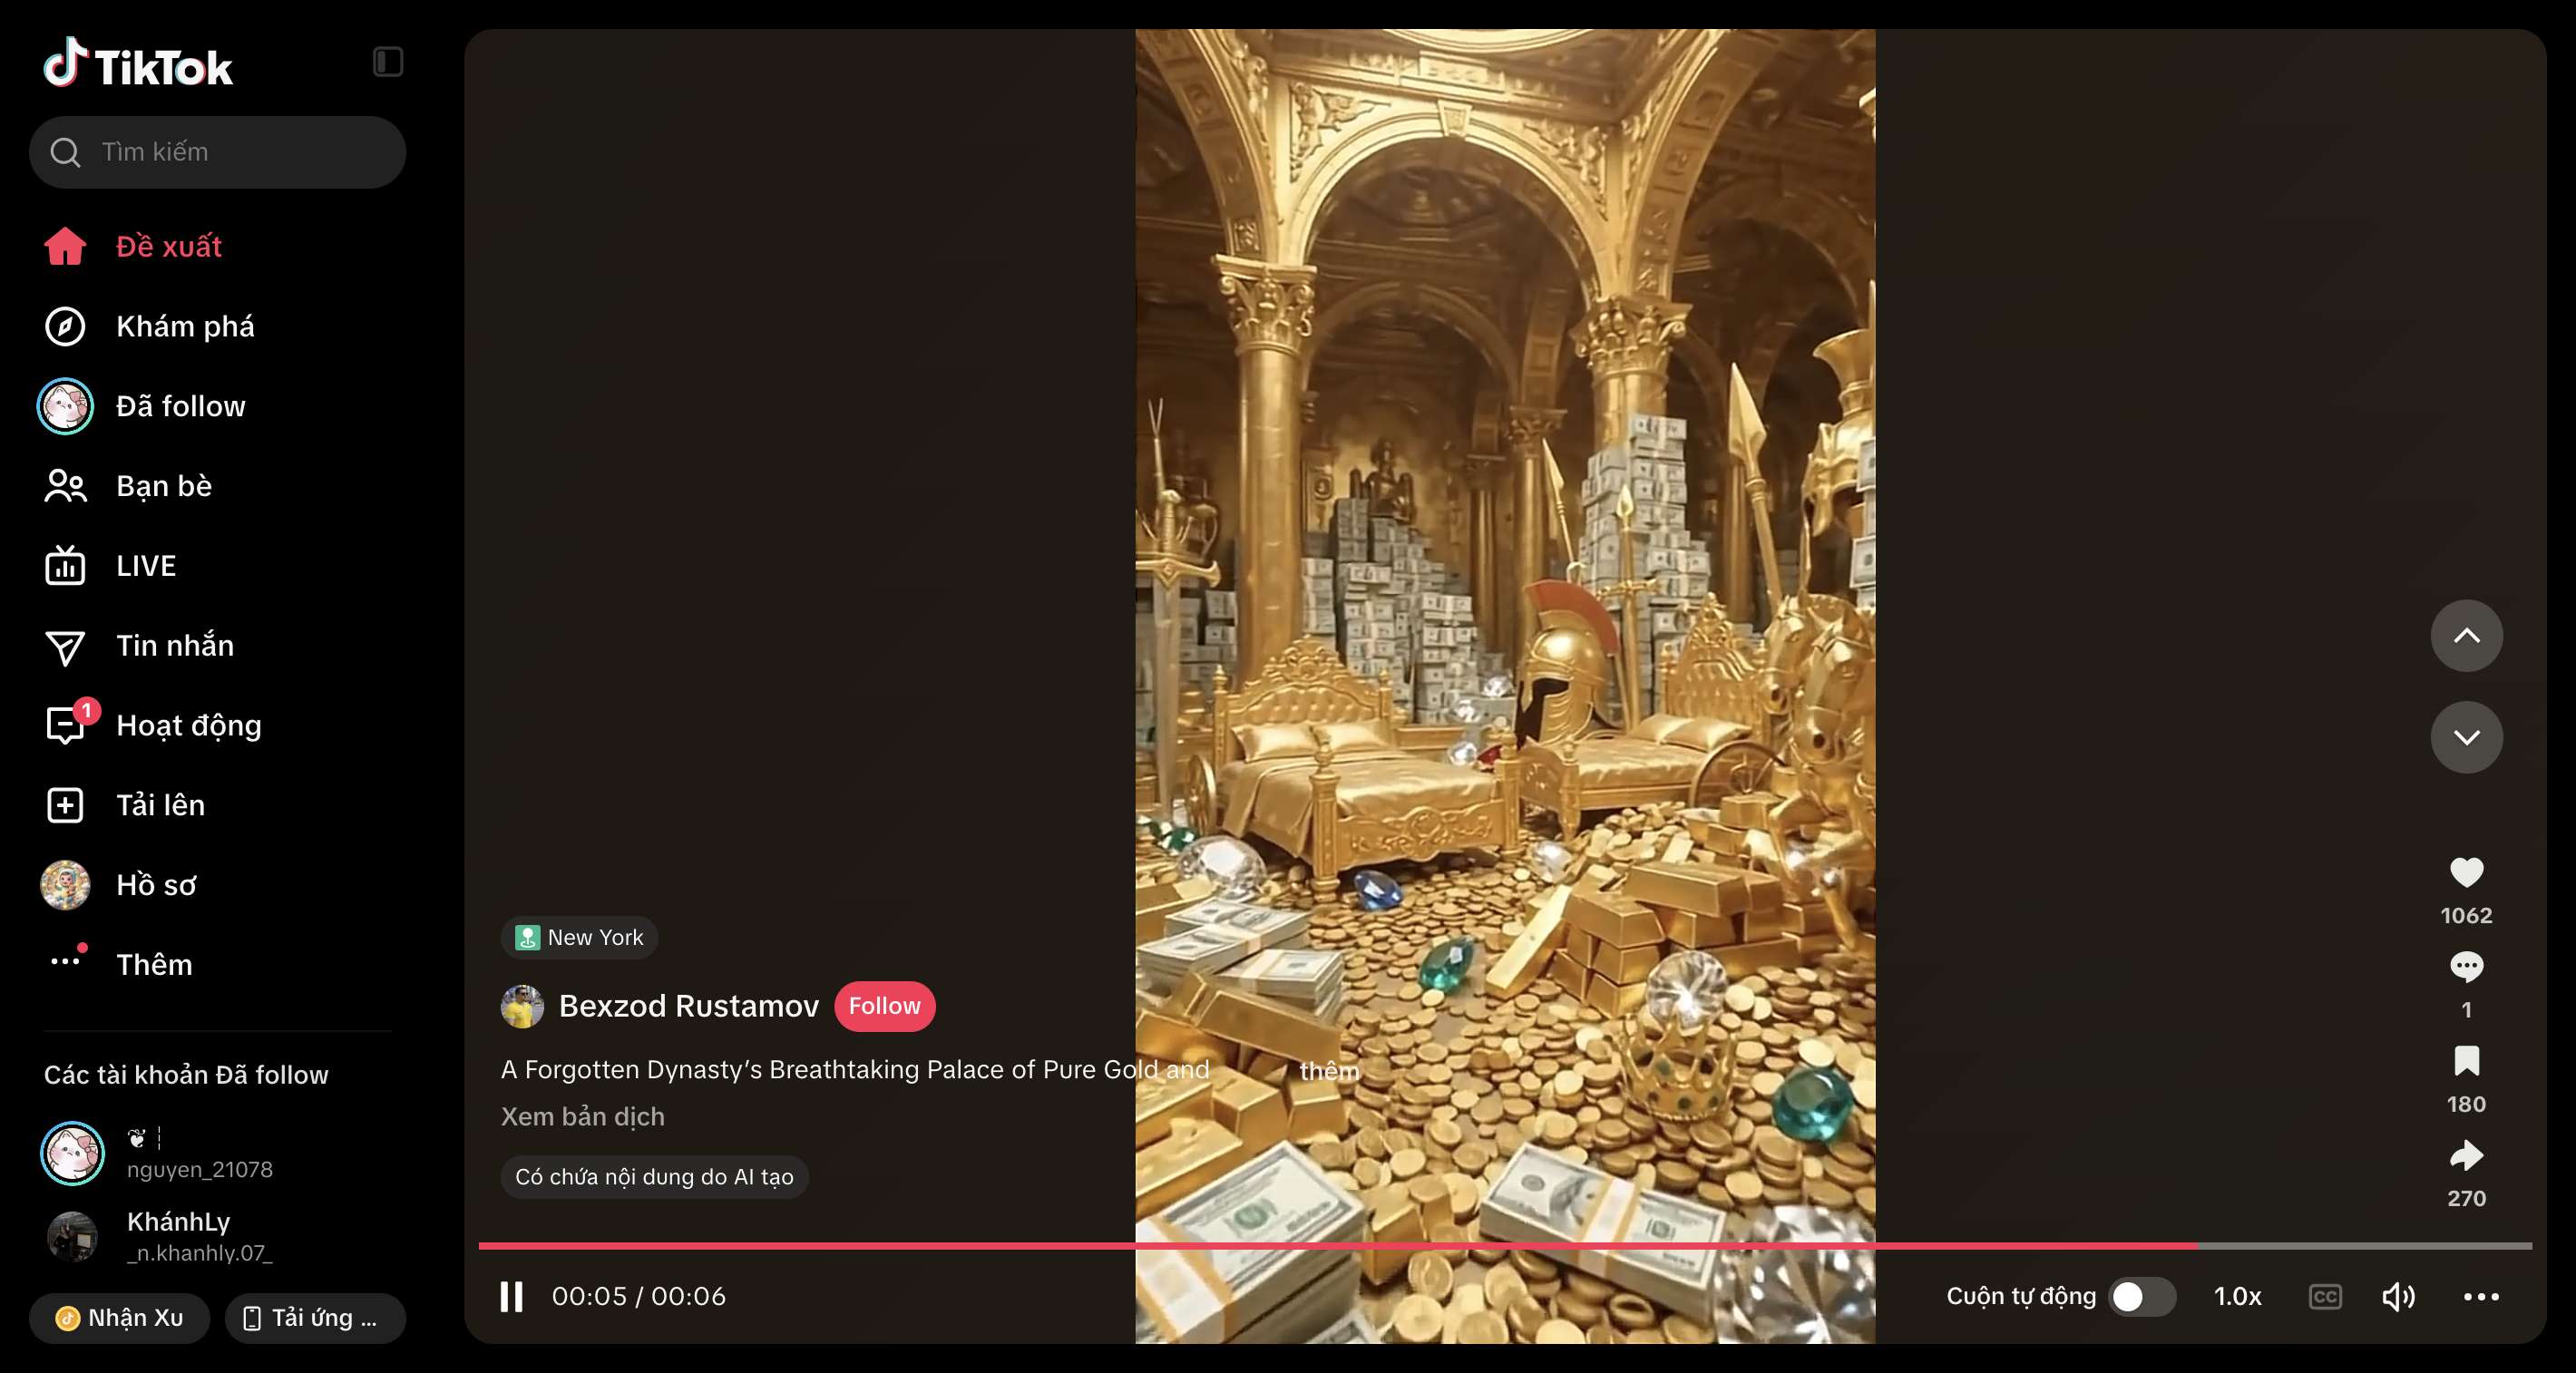 TikTok
Tìm kiếm
Đề xuất
Khám phá
Đã follow
Bạn bè
LIVE
Tin nhắn
1
Hoạt động
Tải lên
Hồ sơ
Thêm
Các tài khoản Đã follow
nguyen_21078
KhánhLy
_n.khanhly.07_
Nhận Xu
Tải ứng ...
New York
Bexzod Rustamov
Follow
A Forgotten Dynasty’s Breathtaking Palace of Pure Gold and
thêm
Xem bản dịch
Có chứa nội dung do AI tạo
00:05 / 00:06
1062
1
180
270
Cuộn tự động
1.0x
CC